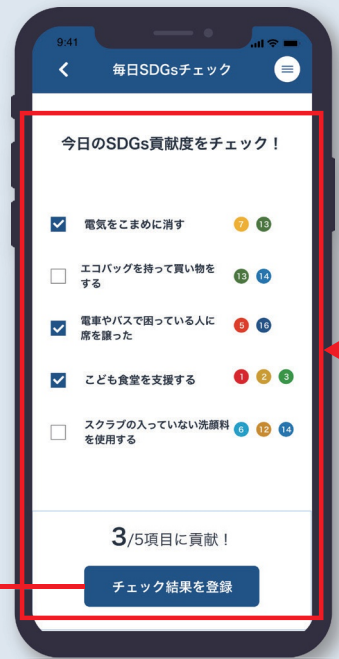 9:41
毎日SDGsチェック
今日のSDGs貢献度をチェック！
電気をこまめに消す 7 13
エコバッグを持って買い物を
する 13 14
電車やバスで困っている人に
席を譲った 5 16
こども食堂を支援する 1 2 3
スクラブの入っていない洗顔料
を使用する 6 12 14
3/5項目に貢献！
チェック結果を登録